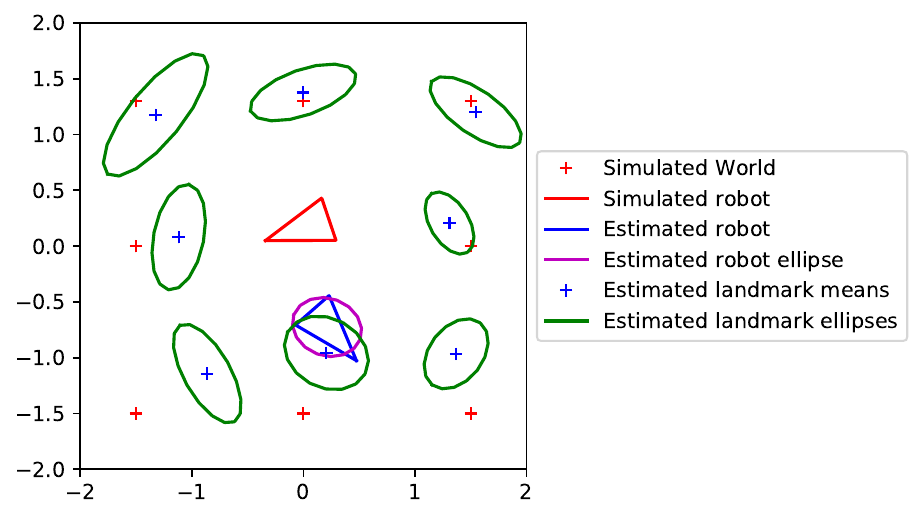 2.0
1.5
1.0
0.5
0.0
−0.5
−1.0
−1.5
−2.0
−2 −1 0 1 2
Simulated World
Simulated robot
Estimated robot
Estimated robot ellipse
Estimated landmark means
Estimated landmark ellipses